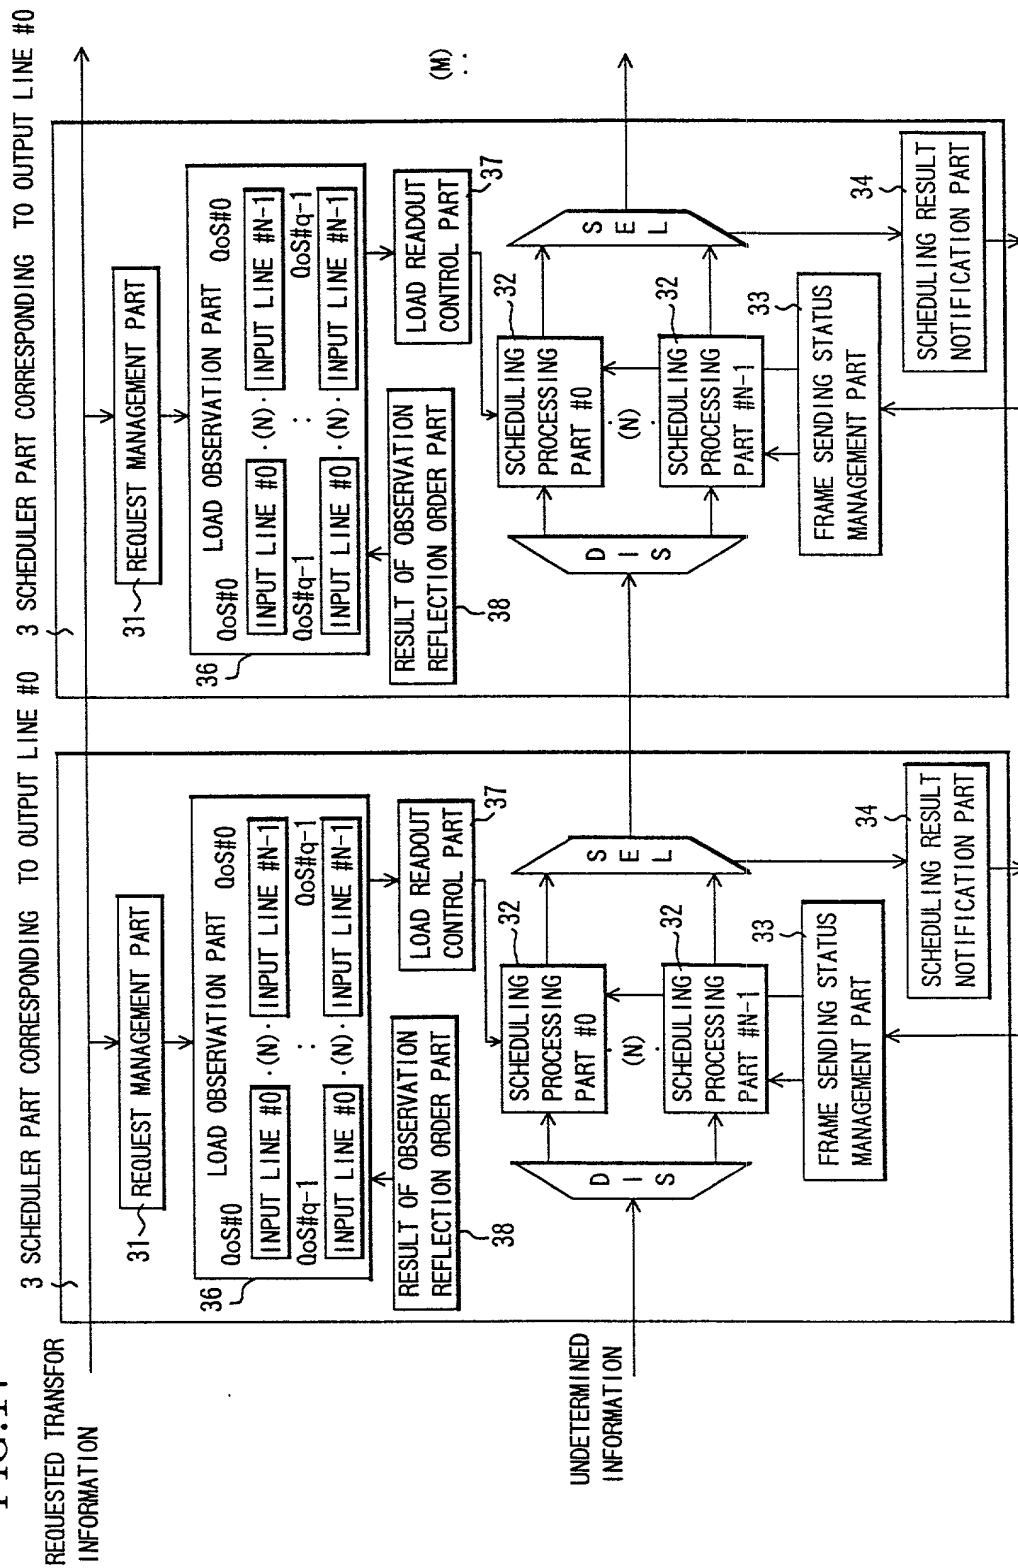 REQUESTED TRANSFOR
INFORMATION
3 SCHEDULER PART CORRESPONDING TO OUTPUT LINE #0
31
REQUEST MANAGEMENT PART
LOAD OBSERVATION PART
QoS#0
QoS#0
INPUT LINE #0
·(N)·
INPUT LINE #N-1
QoS#q-1
:
QoS#q-1
INPUT LINE #0
·(N)·
INPUT LINE #N-1
36
RESULT OF OBSERVATION
REFLECTION ORDER PART
38
LOAD READOUT
CONTROL PART
37
UNDETERMINED
INFORMATION
DIS
32
SCHEDULING
PROCESSING
PART #0
·(N)·
32
SCHEDULING
PROCESSING
PART #N-1
SEL
33
FRAME SENDING STATUS
MANAGEMENT PART
34
SCHEDULING RESULT
NOTIFICATION PART
3 SCHEDULER PART CORRESPONDING TO OUTPUT LINE #0
31
REQUEST MANAGEMENT PART
LOAD OBSERVATION PART
QoS#0
QoS#0
INPUT LINE #0
·(N)·
INPUT LINE #N-1
QoS#q-1
:
QoS#q-1
INPUT LINE #0
·(N)·
INPUT LINE #N-1
36
RESULT OF OBSERVATION
REFLECTION ORDER PART
38
LOAD READOUT
CONTROL PART
37
DIS
32
SCHEDULING
PROCESSING
PART #0
·(N)·
32
SCHEDULING
PROCESSING
PART #N-1
SEL
33
FRAME SENDING STATUS
MANAGEMENT PART
34
SCHEDULING RESULT
NOTIFICATION PART
(M)
: